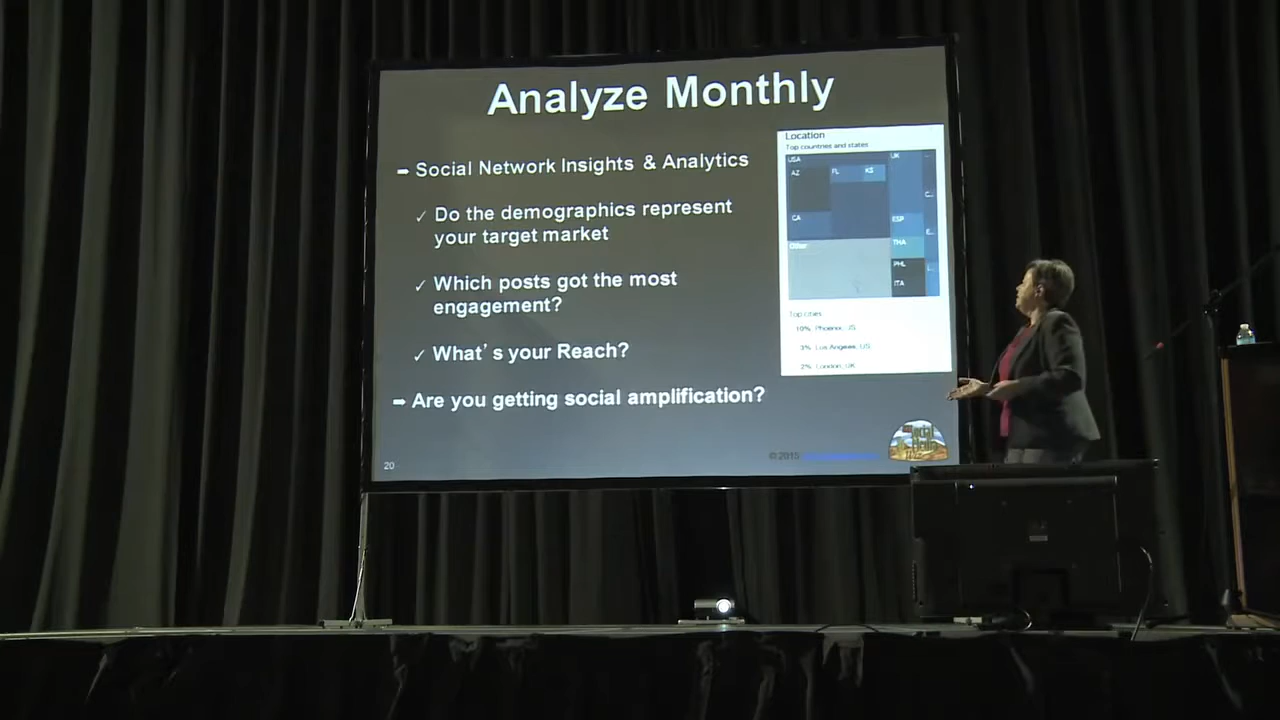 Analyze Monthly
➡ Social Network Insights & Analytics
✓ Do the demographics represent
your target market
✓ Which posts got the most
engagement?
✓ What's your Reach?
➡ Are you getting social amplification?
Location
Top countries and states
USA
UK
AZ
FL
KS
C..
CA
ESP
E..
Other
THA
PHL
ITA
Top cities
10% Phoenix, US
3% Los Angeles, US
2% London, UK
20
© 2015